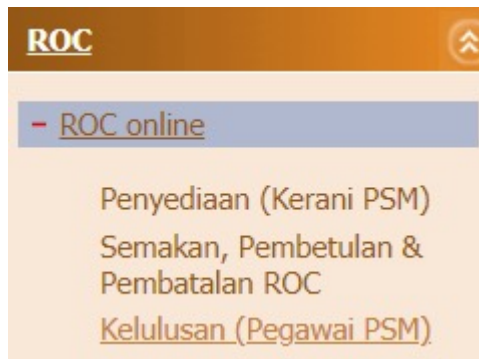 ROC
- ROC online
Penyediaan (Kerani PSM)
Semakan, Pembetulan &
Pembatalan ROC
Kelulusan (Pegawai PSM)